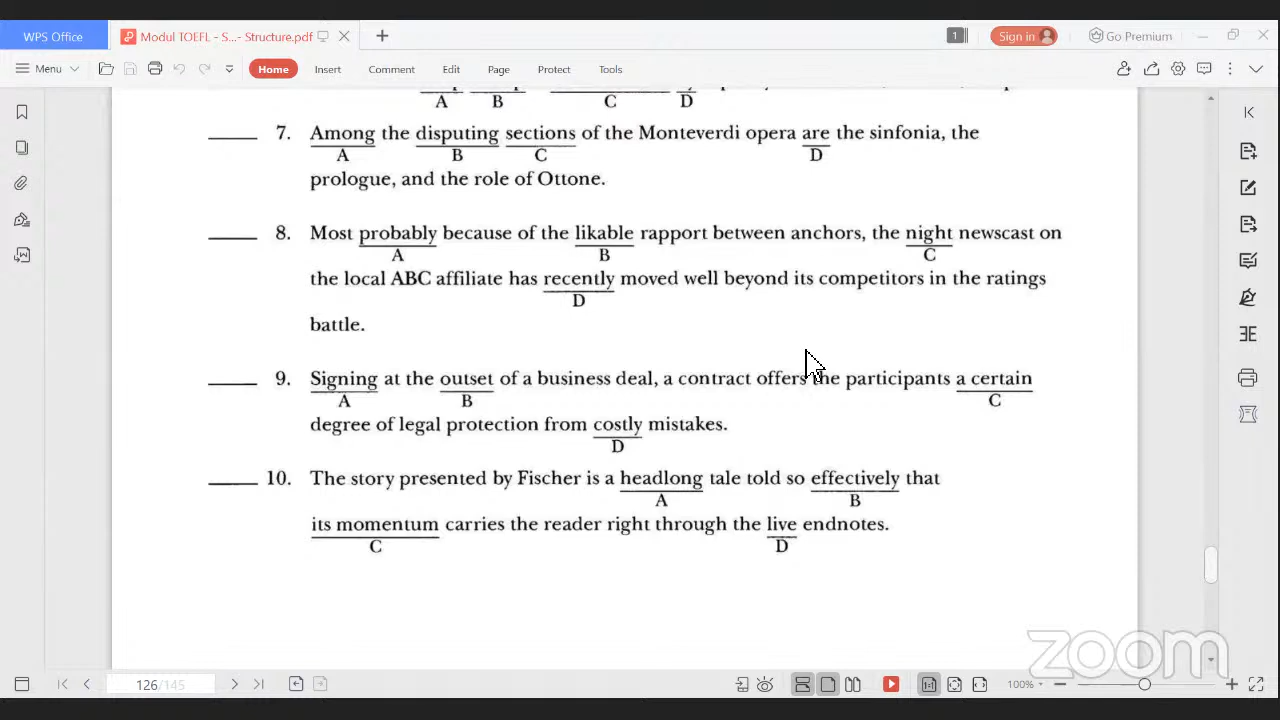 WPS Office
Modul TOEFL - S...- Structure.pdf
1
Sign in
Go Premium
Menu
Home
Insert
Comment
Edit
Page
Protect
Tools
A B C D
7. Among the disputing sections of the Monteverdi opera are the sinfonia, the
A B C D
prologue, and the role of Ottone.
8. Most probably because of the likable rapport between anchors, the night newscast on
A B C
the local ABC affiliate has recently moved well beyond its competitors in the ratings
D
battle.
9. Signing at the outset of a business deal, a contract offers the participants a certain
A B C
degree of legal protection from costly mistakes.
D
10. The story presented by Fischer is a headlong tale told so effectively that
A B
its momentum carries the reader right through the live endnotes.
C D
zoom
126/145
100%